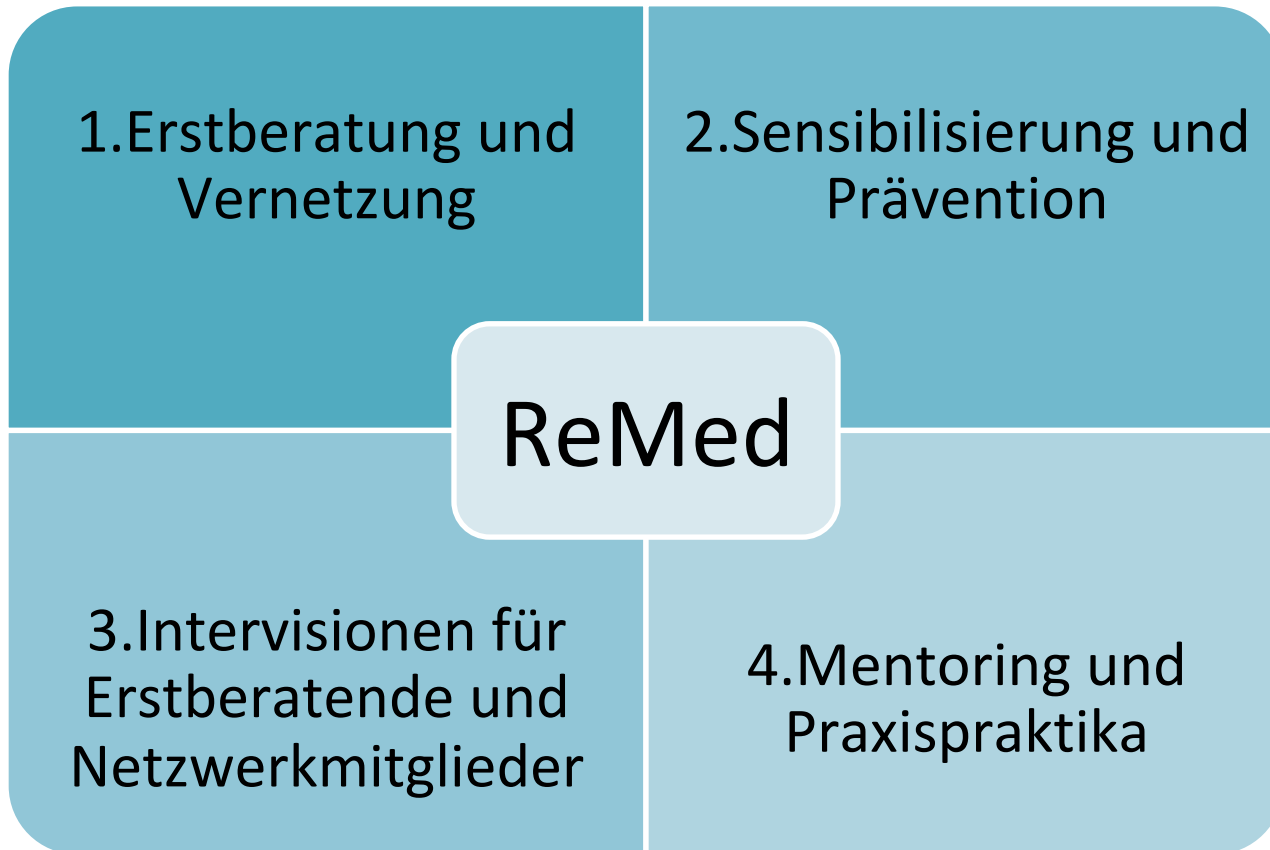 1.Erstberatung und
Vernetzung
2.Sensibilisierung und
Prävention
ReMed
3.Intervisionen für
Erstberatende und
Netzwerkmitglieder
4.Mentoring und
Praxispraktika